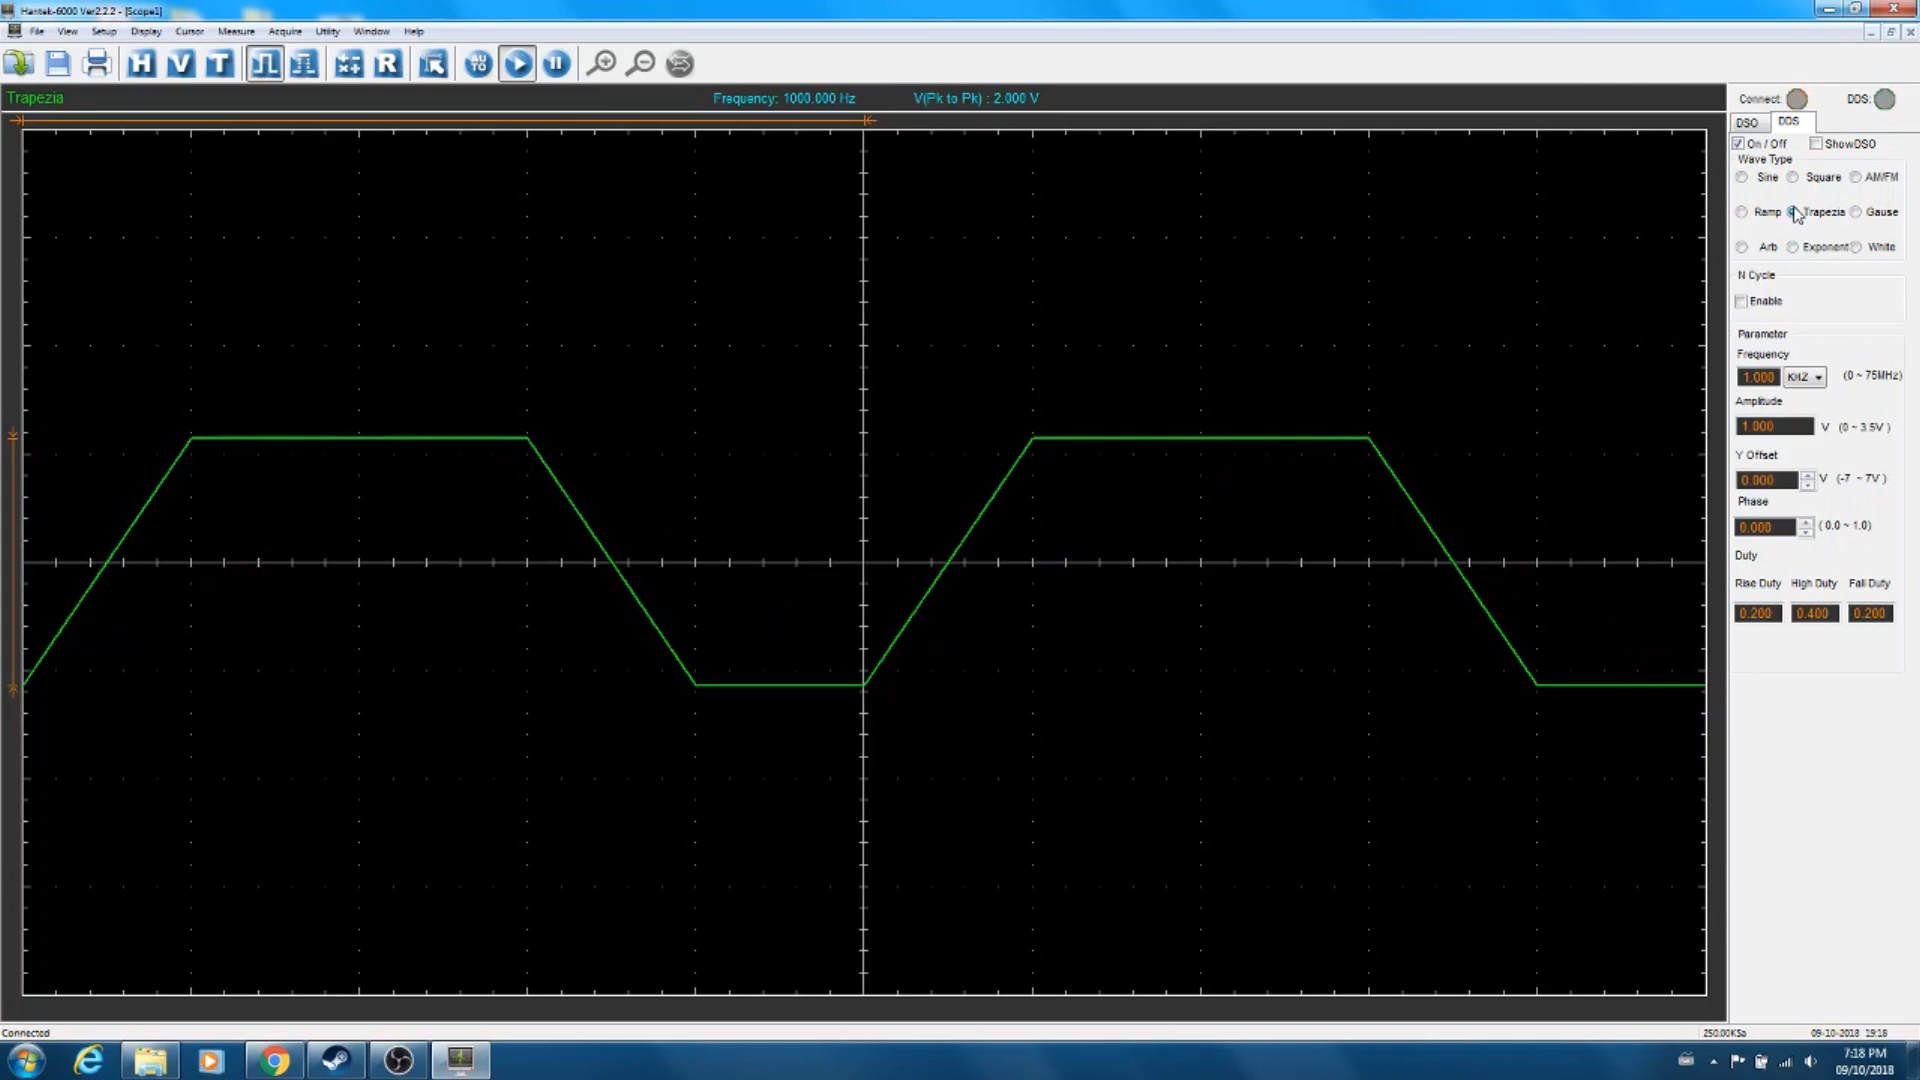 Hantek-6000 Ver2.2.2 - [Scope1]
File View Setup Display Cursor Measure Acquire Utility Window Help
H V T R AU TO
Trapezia Frequency: 1000.000 Hz V(Pk to Pk) : 2.000 V
Connect: DDS:
DSO DDS
On / Off ShowDSO
Wave Type
Sine Square AM/FM
Ramp Trapezia Gause
Arb Exponent White
N Cycle
Enable
Parameter
Frequency
1.000 KHZ (0 ~ 75MHz)
Amplitude
1.000 V (0 ~ 3.5V )
Y Offset
0.000 V (-7 ~ 7V )
Phase
0.000 ( 0.0 ~ 1.0)
Duty
Rise Duty High Duty Fall Duty
0.200 0.400 0.200
Connected 250.00KSa 09-10-2018 19:18
7:18 PM
09/10/2018